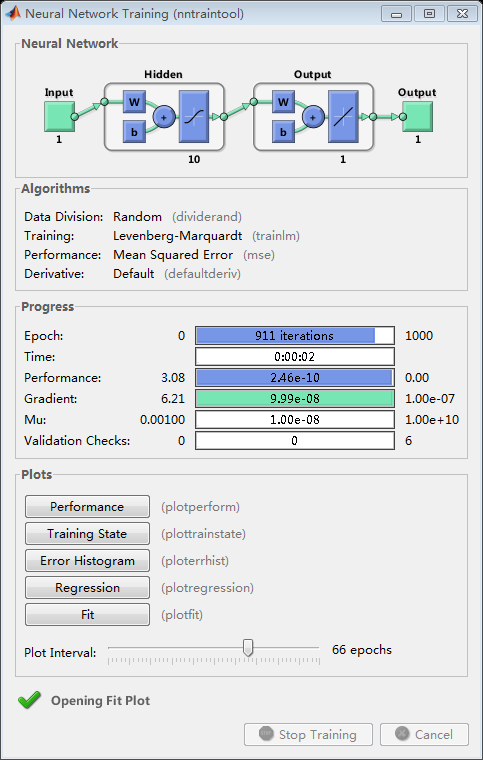 Neural Network Training (nntraintool)
Neural Network
Hidden
Output
Input
Output
W
b
+
W
b
+
1
10
1
1
Algorithms
Data Division: Random (dividerand)
Training: Levenberg-Marquardt (trainlm)
Performance: Mean Squared Error (mse)
Derivative: Default (defaultderiv)
Progress
Epoch: 0 911 iterations 1000
Time: 0:00:02
Performance: 3.08 2.46e-10 0.00
Gradient: 6.21 9.99e-08 1.00e-07
Mu: 0.00100 1.00e-08 1.00e+10
Validation Checks: 0 0 6
Plots
Performance (plotperform)
Training State (plottrainstate)
Error Histogram (ploterrhist)
Regression (plotregression)
Fit (plotfit)
Plot Interval: 66 epochs
Opening Fit Plot
Stop Training Cancel